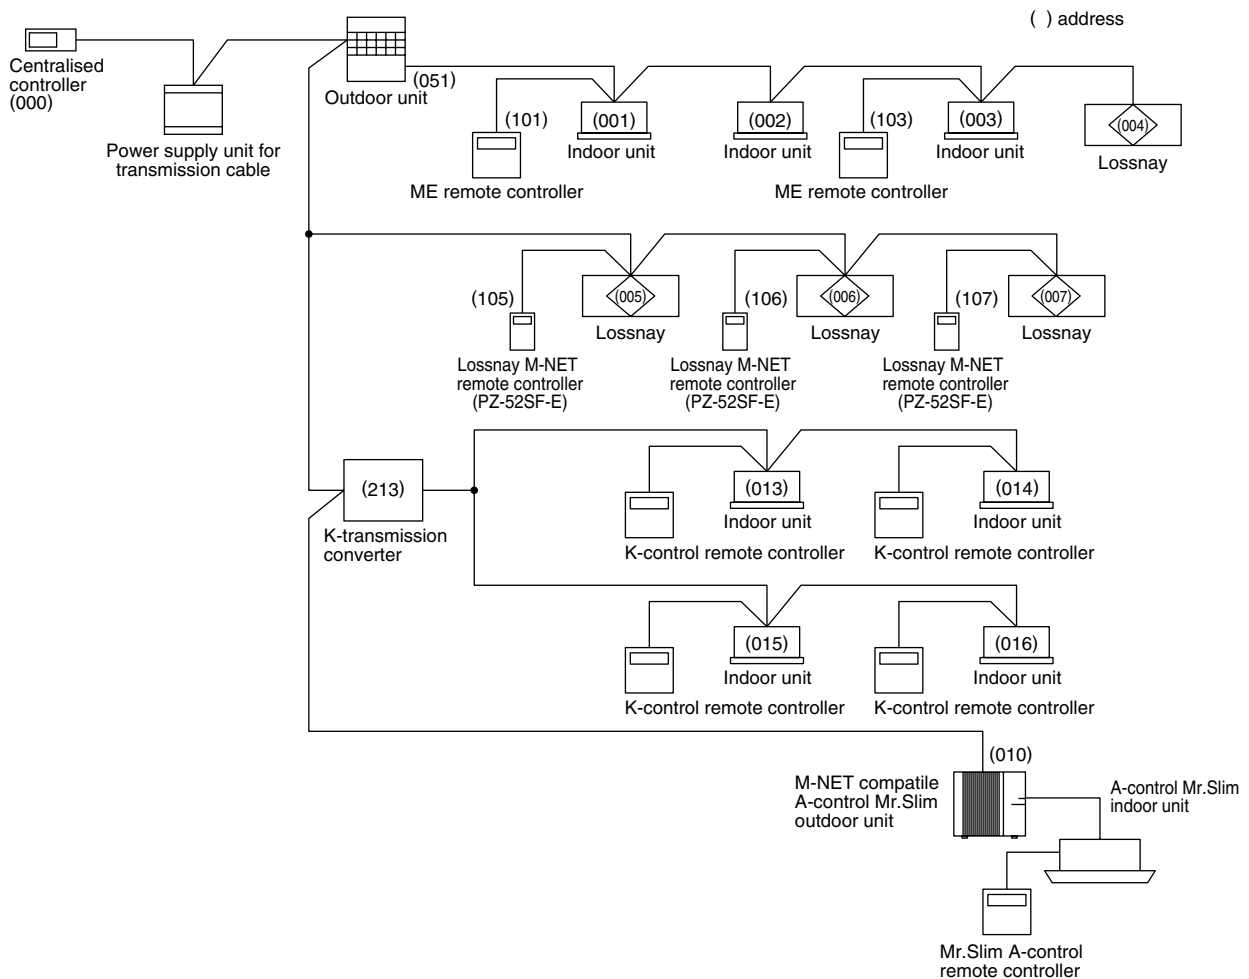 ( ) address
Centralised
controller
(000)
Power supply unit for
transmission cable
Outdoor unit
(051)
(101)
(001)
Indoor unit
ME remote controller
(002)
Indoor unit
(103)
(003)
Indoor unit
ME remote controller
(004)
Lossnay
(105)
(005)
Lossnay
Lossnay M-NET
remote controller
(PZ-52SF-E)
(106)
(006)
Lossnay
Lossnay M-NET
remote controller
(PZ-52SF-E)
(107)
(007)
Lossnay
Lossnay M-NET
remote controller
(PZ-52SF-E)
(213)
K-transmission
converter
(013)
Indoor unit
K-control remote controller
(014)
Indoor unit
K-control remote controller
(015)
Indoor unit
K-control remote controller
(016)
Indoor unit
K-control remote controller
(010)
M-NET compatile
A-control Mr.Slim
outdoor unit
A-control Mr.Slim
indoor unit
Mr.Slim A-control
remote controller